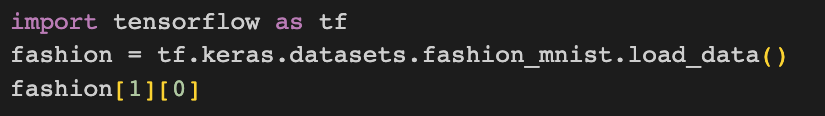 import tensorflow as tf
fashion = tf.keras.datasets.fashion_mnist.load_data()
fashion[1][0]